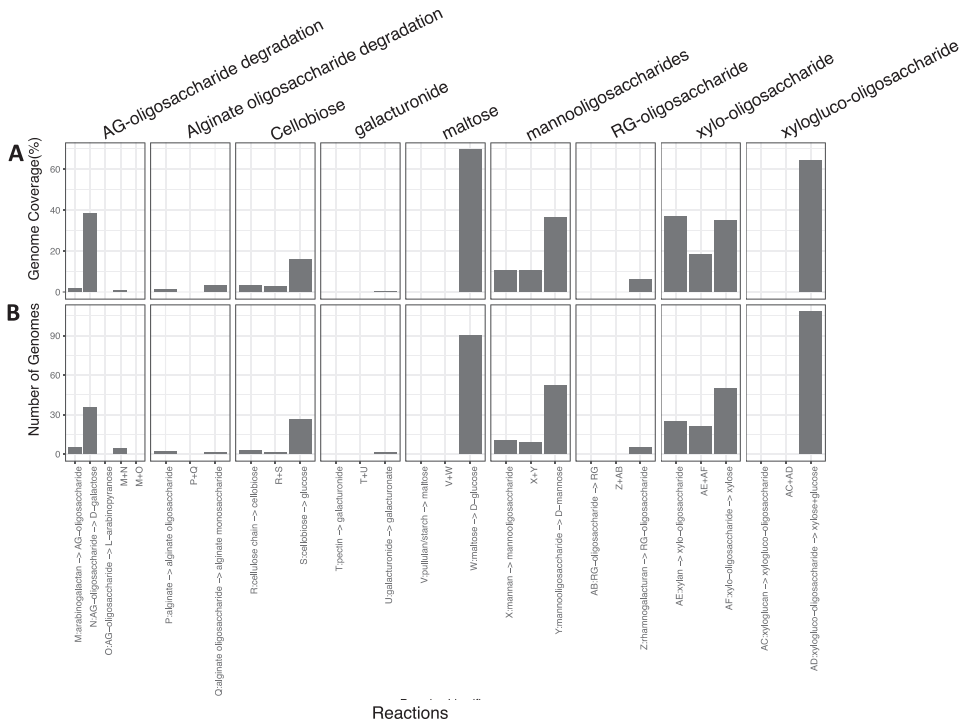 AG-oligosaccharide degradation
Alginate oligosaccharide degradation
Cellobiose
galacturonide
maltose
mannooligosaccharides
RG-oligosaccharide
xylo-oligosaccharide
xylogluco-oligosaccharide
A
Genome Coverage(%)
60
40
20
0
B
Number of Genomes
90
60
30
0
M:arabinogalactan −> AG−oligosaccharide
N:AG−oligosaccharide −> D−galactose
O:AG−oligosaccharide −> L−arabinopyranose
M+N
M+O
P:alginate −> alginate oligosaccharide
P+Q
Q:alginate oligosaccharide −> alginate monosaccharide
R:cellulose chain −> cellobiose
R+S
S:cellobiose −> glucose
T:pectin −> galacturonide
T+U
U:galacturonide −> galacturonate
V:pullulan/starch −> maltose
V+W
W:maltose −> D−glucose
X:mannan −> mannooligosaccharide
X+Y
Y:mannooligosaccharide −> D−mannose
AB:RG−oligosaccharide −> RG
Z+AB
Z:rhamnogalacturan −> RG−oligosaccharide
AE:xylan −> xylo−oligosaccharide
AE+AF
AF:xylo−oligosaccharide −> xylose
AC:xyloglucan −> xylogluco−oligosaccharide
AC+AD
AD:xylogluco−oligosaccharide −> xylose+glucose
Reactions